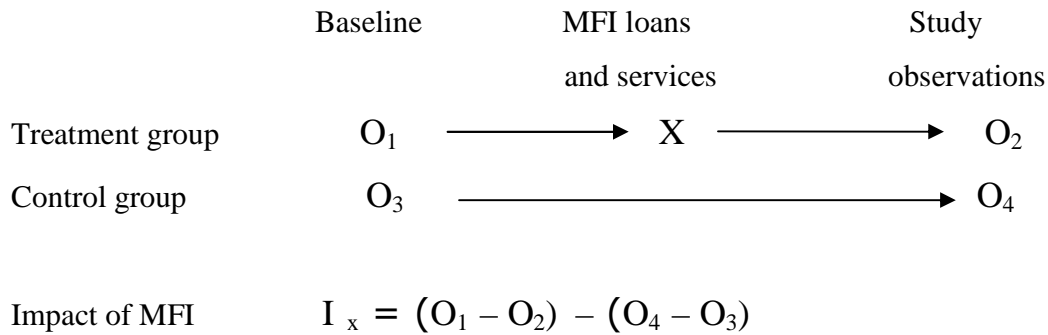 Baseline MFI loans Study
and services observations
Treatment group O₁ X O₂
Control group O₃ O₄
Impact of MFI I ₓ = (O₁ – O₂) – (O₄ – O₃)